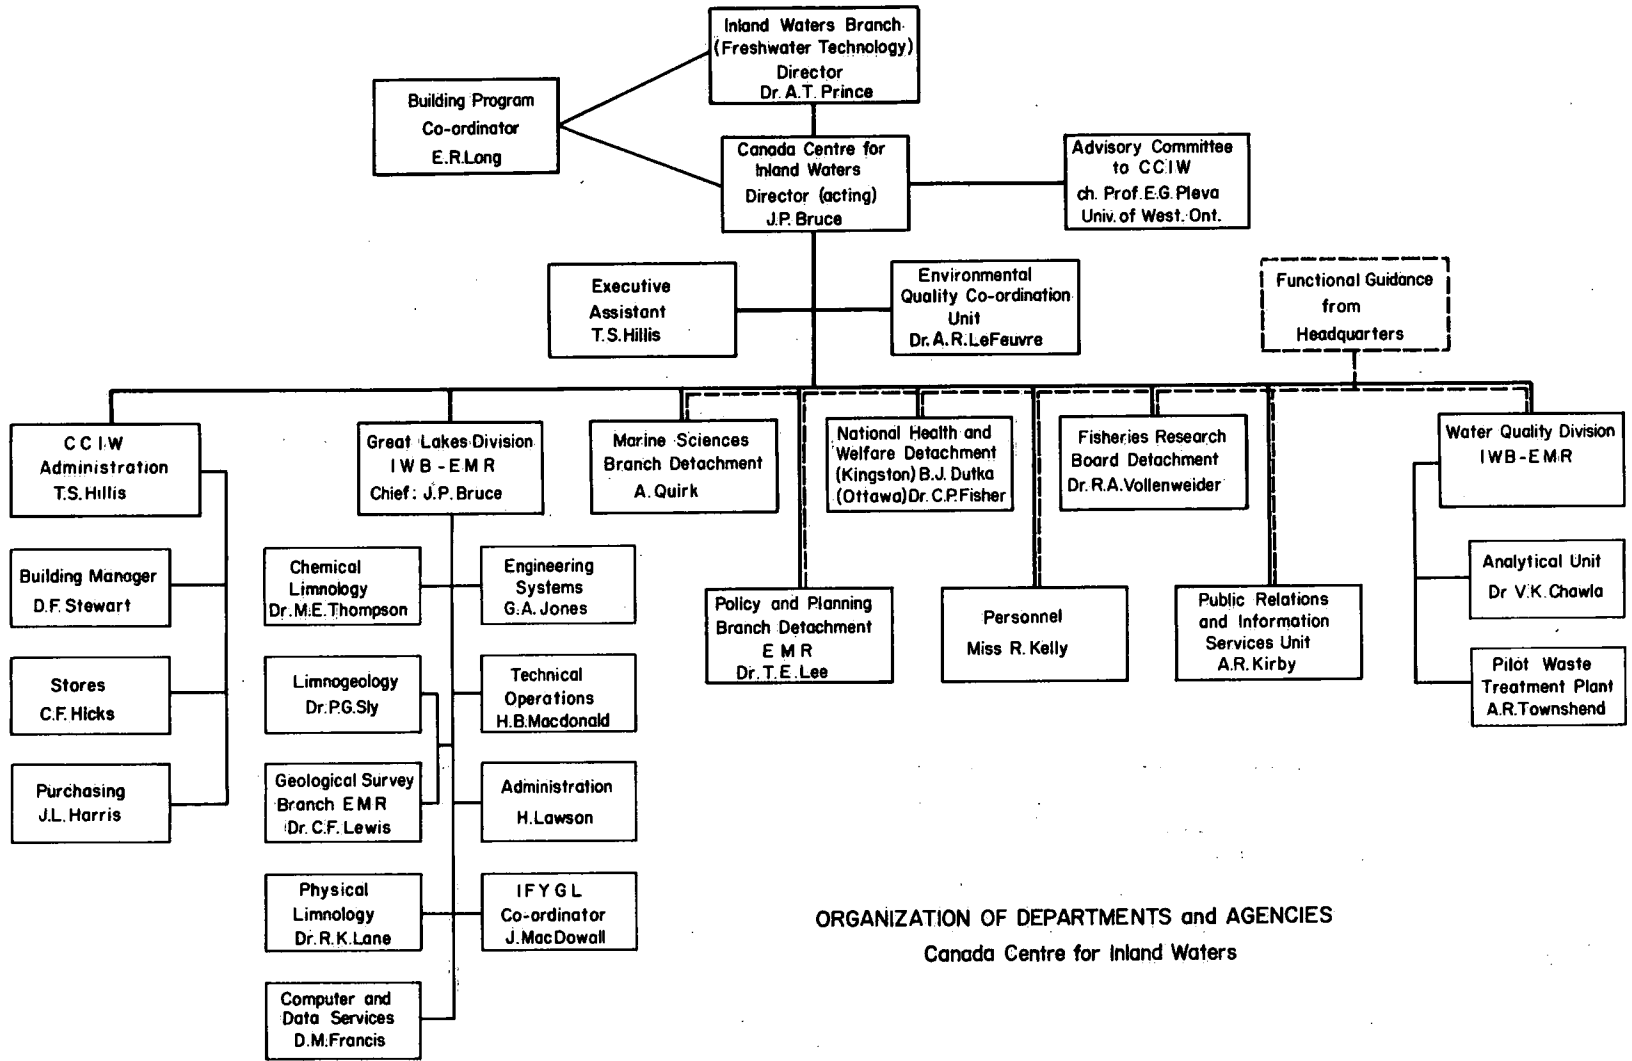 Inland Waters Branch
(Freshwater Technology)
Director
Dr. A.T. Prince
Building Program
Co-ordinator
E.R.Long
Canada Centre for
Inland Waters
Director (acting)
J.P. Bruce
Advisory Committee
to CCIW
ch. Prof. E.G. Pleva
Univ. of West. Ont.
Executive
Assistant
T.S.Hillis
Environmental
Quality Co-ordination
Unit
Dr. A.R. LeFeuvre
Functional Guidance
from
Headquarters
CCIW
Administration
T.S. Hillis
Building Manager
D.F. Stewart
Stores
C.F. Hicks
Purchasing
J.L. Harris
Great Lakes Division
IWB-EMR
Chief: J.P. Bruce
Chemical
Limnology
Dr. M.E. Thompson
Engineering
Systems
G.A. Jones
Limnogeology
Dr. P.G. Sly
Technical
Operations
H.B. Macdonald
Geological Survey
Branch EMR
Dr. C.F. Lewis
Administration
H. Lawson
Physical
Limnology
Dr. R.K. Lane
IFYGL
Co-ordinator
J. MacDowall
Computer and
Data Services
D.M. Francis
Marine Sciences
Branch Detachment
A. Quirk
Policy and Planning
Branch Detachment
EMR
Dr. T.E. Lee
National Health and
Welfare Detachment
(Kingston) B.J. Dutka
(Ottawa) Dr. C.P. Fisher
Personnel
Miss R. Kelly
Fisheries Research
Board Detachment
Dr. R.A. Vollenweider
Public Relations
and Information
Services Unit
A.R. Kirby
Water Quality Division
IWB-EMR
Analytical Unit
Dr V.K. Chawla
Pilot Waste
Treatment Plant
A.R. Townshend
ORGANIZATION OF DEPARTMENTS and AGENCIES
Canada Centre for Inland Waters